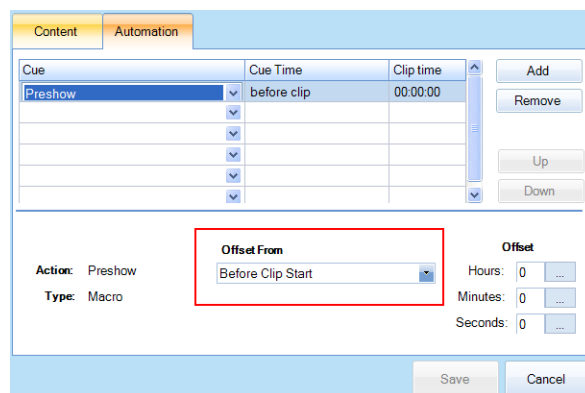 Content Automation
Cue Cue Time Clip time
Preshow before clip 00:00:00
Add
Remove
Up
Down
Offset From
Before Clip Start
Action: Preshow
Type: Macro
Offset
Hours: 0 ...
Minutes: 0 ...
Seconds: 0 ...
Save Cancel